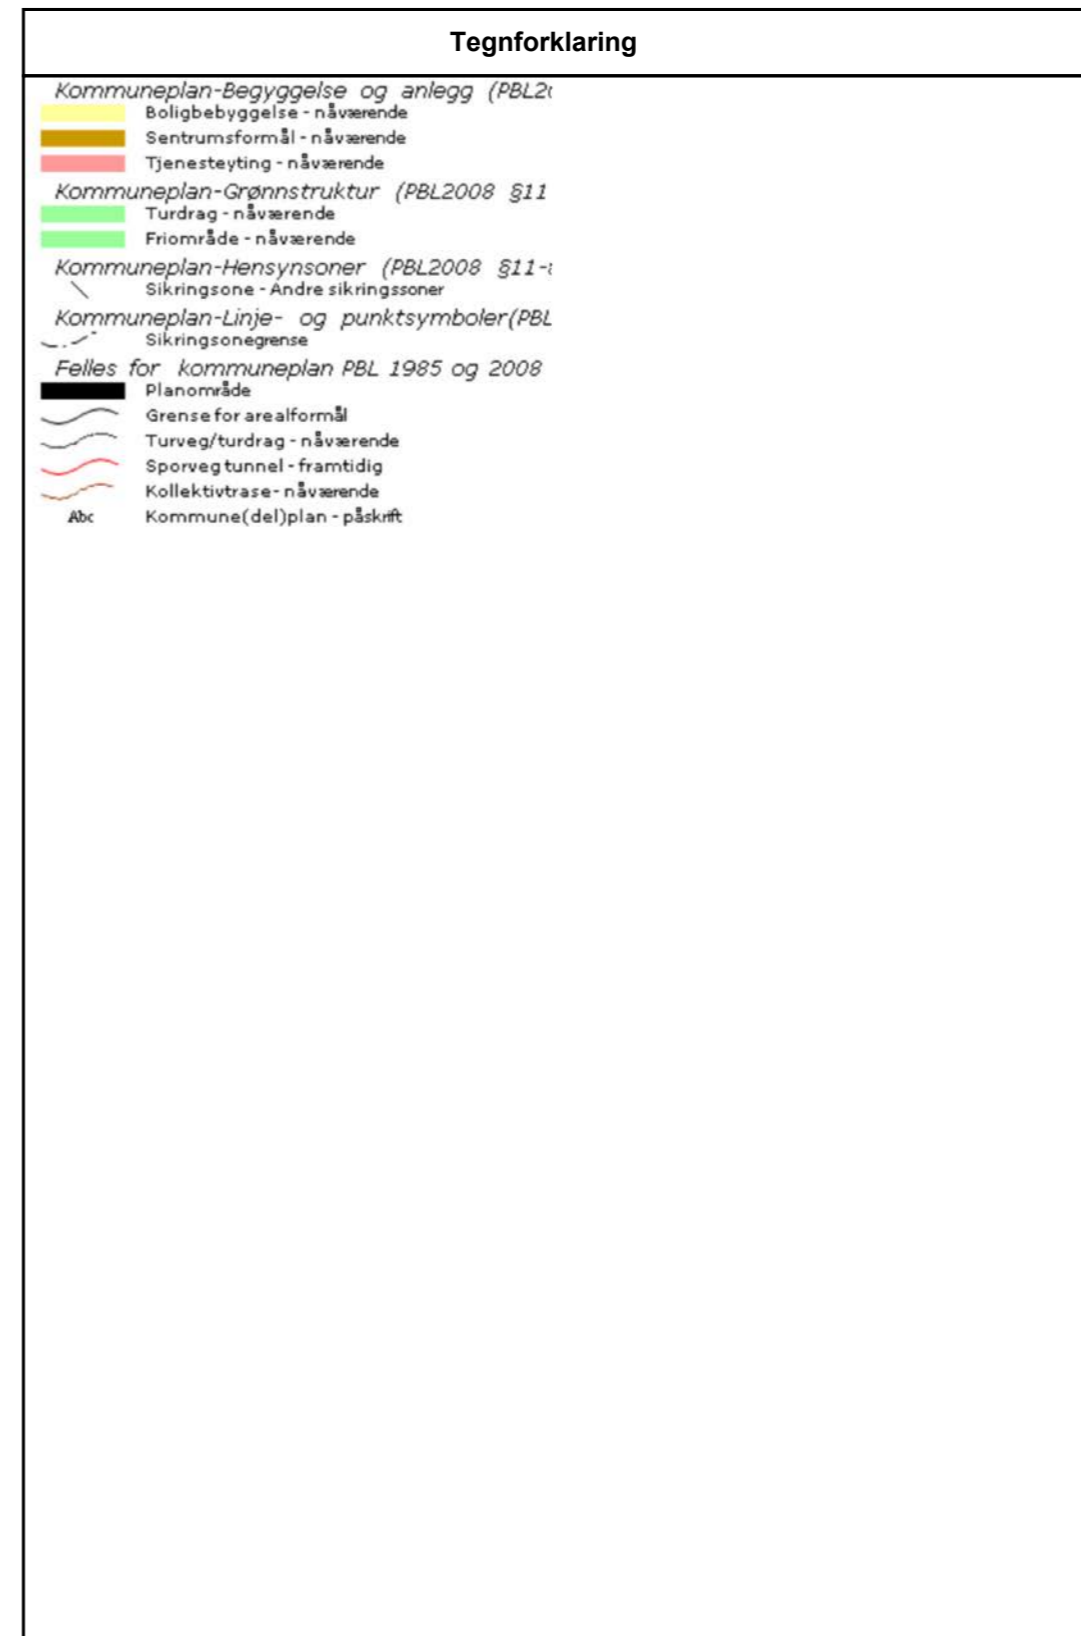 Tegnforklaring
Kommuneplan-Begyggelse og anlegg (PBL20
Boligbebyggelse - nåværende
Sentrumsformål - nåværende
Tjenesteyting - nåværende
Kommuneplan-Grønnstruktur (PBL2008 §11
Turdrag - nåværende
Friområde - nåværende
Kommuneplan-Hensynsoner (PBL2008 §11-
Sikringsone - Andre sikringssoner
Kommuneplan-Linje- og punktsymboler(PBL
Sikringsonegrense
Felles for kommuneplan PBL 1985 og 2008
Planområde
Grense for arealformål
Turveg/turdrag - nåværende
Sporveg tunnel - framtidig
Kollektivtrase - nåværende
Abc Kommune(del)plan - påskrift